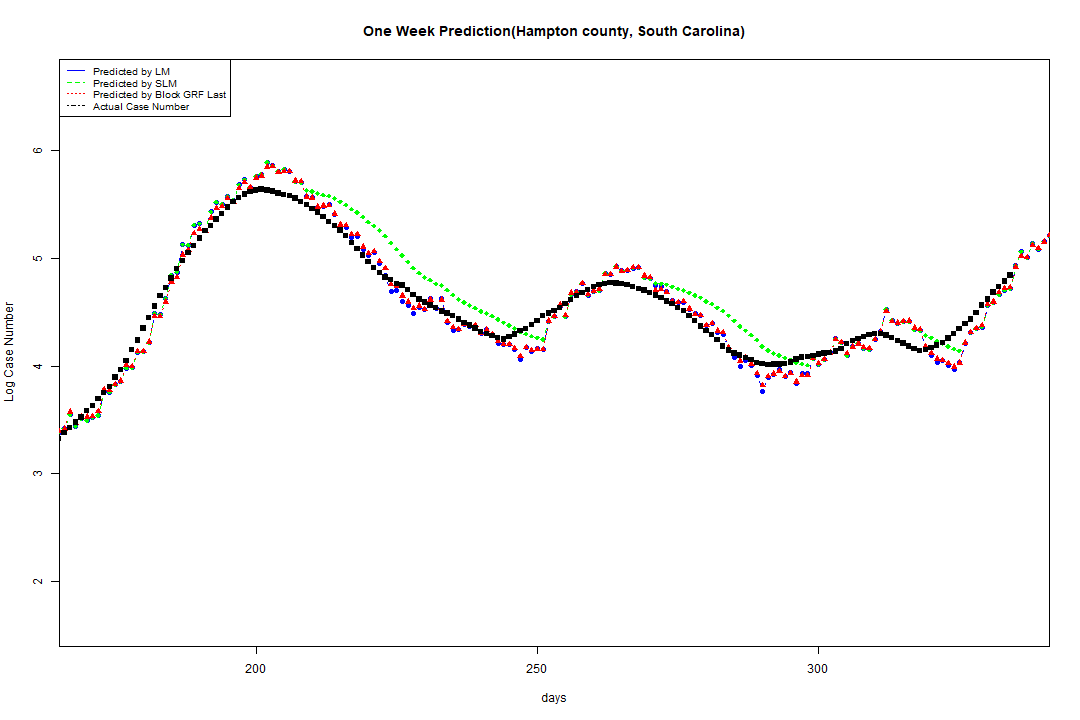 One Week Prediction(Hampton county, South Carolina)
Predicted by LM
Predicted by SLM
Predicted by Block GRF Last
Actual Case Number
Log Case Number
6
5
4
3
2
200 250 300
days